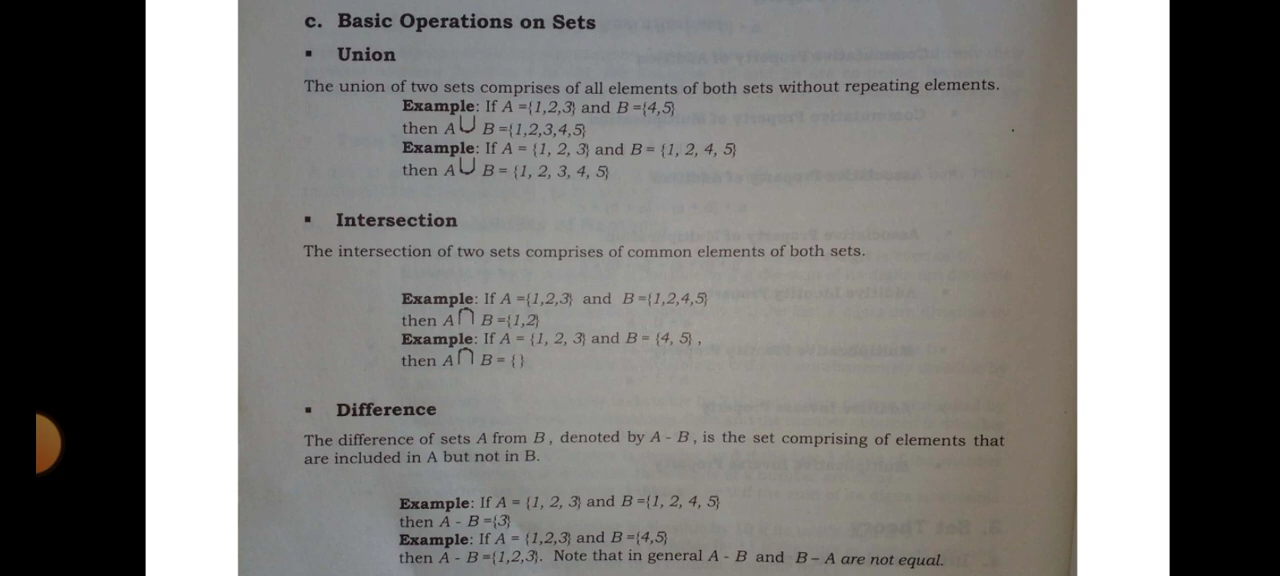 c. Basic Operations on Sets
▪ Union
The union of two sets comprises of all elements of both sets without repeating elements.
Example: If A ={1,2,3} and B ={4,5}
then A⋃ B ={1,2,3,4,5}
Example: If A = {1, 2, 3} and B = {1, 2, 4, 5}
then A⋃ B = {1, 2, 3, 4, 5}
▪ Intersection
The intersection of two sets comprises of common elements of both sets.
Example: If A ={1,2,3} and B ={1,2,4,5}
then A⋂ B ={1,2}
Example: If A = {1, 2, 3} and B = {4, 5} ,
then A⋂ B = { }
▪ Difference
The difference of sets A from B , denoted by A - B , is the set comprising of elements that
are included in A but not in B.
Example: If A = {1, 2, 3} and B ={1, 2, 4, 5}
then A - B ={3}
Example: If A = {1,2,3} and B ={4,5}
then A - B ={1,2,3}. Note that in general A - B and B – A are not equal.